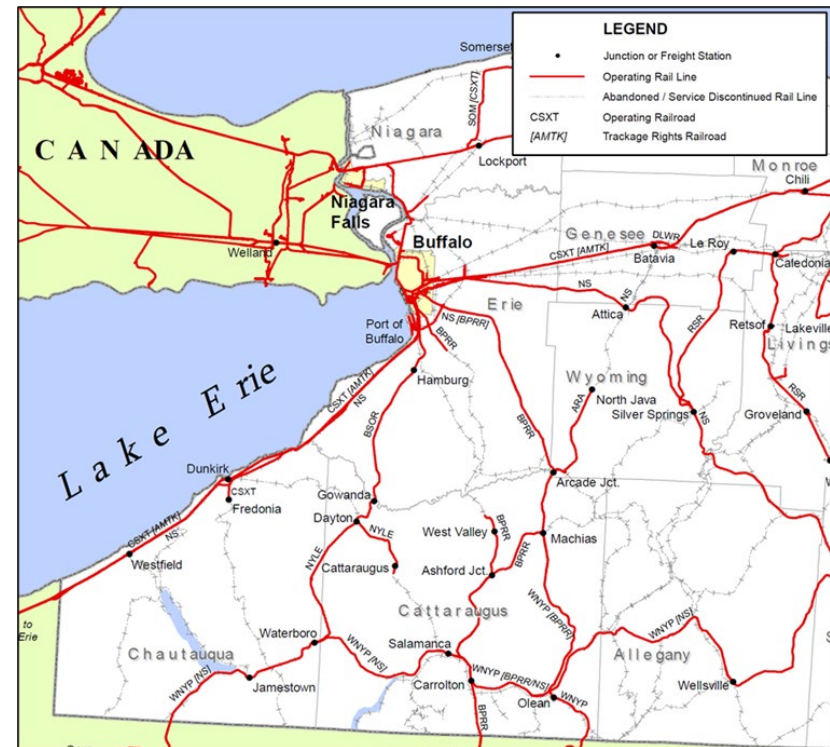 LEGEND
Junction or Freight Station
Operating Rail Line
Abandoned / Service Discontinued Rail Line
CSXT Operating Railroad
[AMTK] Trackage Rights Railroad
Somerset
SOM [CSXT]
Niagara
CANADA
Lockport
Monroe
Chili
Niagara
Falls
Welland
Buffalo
Genesee
DLWR
Le Roy
CSXT [AMTK]
Batavia
Caledonia
NS
Erie
NS
Attica
RSR
Retsof
Lakeville
Livings
Port of
Buffalo
NS [BPRR]
BPRR
Hamburg
Wyoming
North Java
Silver Springs
NS
ARA
RSR
Groveland
Lake Erie
CSXT [AMTK]
NS
BSOR
BPRR
Dunkirk
CSXT
Fredonia
Arcade Jct.
Gowanda
Dayton
NYLE
West Valley
BPRR
Machias
CSXT [AMTK]
NS
Westfield
Cattaraugus
Ashford Jct.
BPRR
NYLE
Cattaraugus
WNYP
[BPRR]
to
Erie
Chautauqua
Waterboro
WNYP [NS]
Salamanca
WNYP [NS]
Allegany
WNYP [NS]
Jamestown
Carrolton
WNYP [BPRR/NS]
Olean
WNYP
Wellsville
BPRR